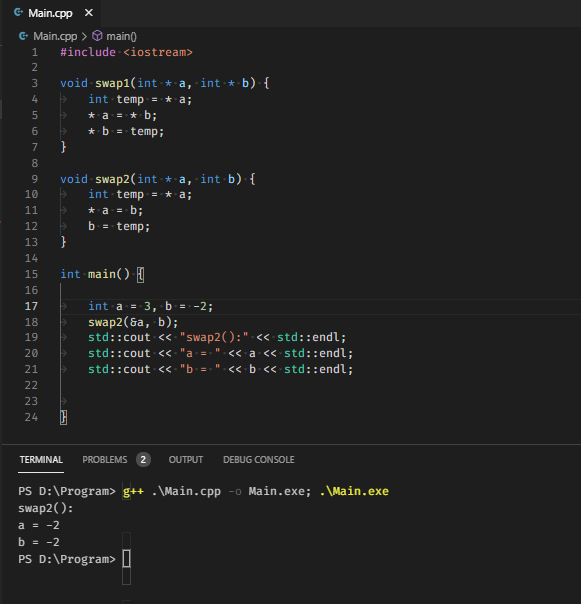 Main.cpp ×
Main.cpp > main()
1 #include <iostream>
2
3 void swap1(int * a, int * b) {
4 int temp = * a;
5 * a = * b;
6 * b = temp;
7 }
8
9 void swap2(int * a, int b) {
10 int temp = * a;
11 * a = b;
12 b = temp;
13 }
14
15 int main() {
16
17 int a = 3, b = -2;
18 swap2(&a, b);
19 std::cout << "swap2():" << std::endl;
20 std::cout << "a = " << a << std::endl;
21 std::cout << "b = " << b << std::endl;
22
23
24 }
TERMINAL PROBLEMS 2 OUTPUT DEBUG CONSOLE
PS D:\Program> g++ .\Main.cpp -o Main.exe; .\Main.exe
swap2():
a = -2
b = -2
PS D:\Program>